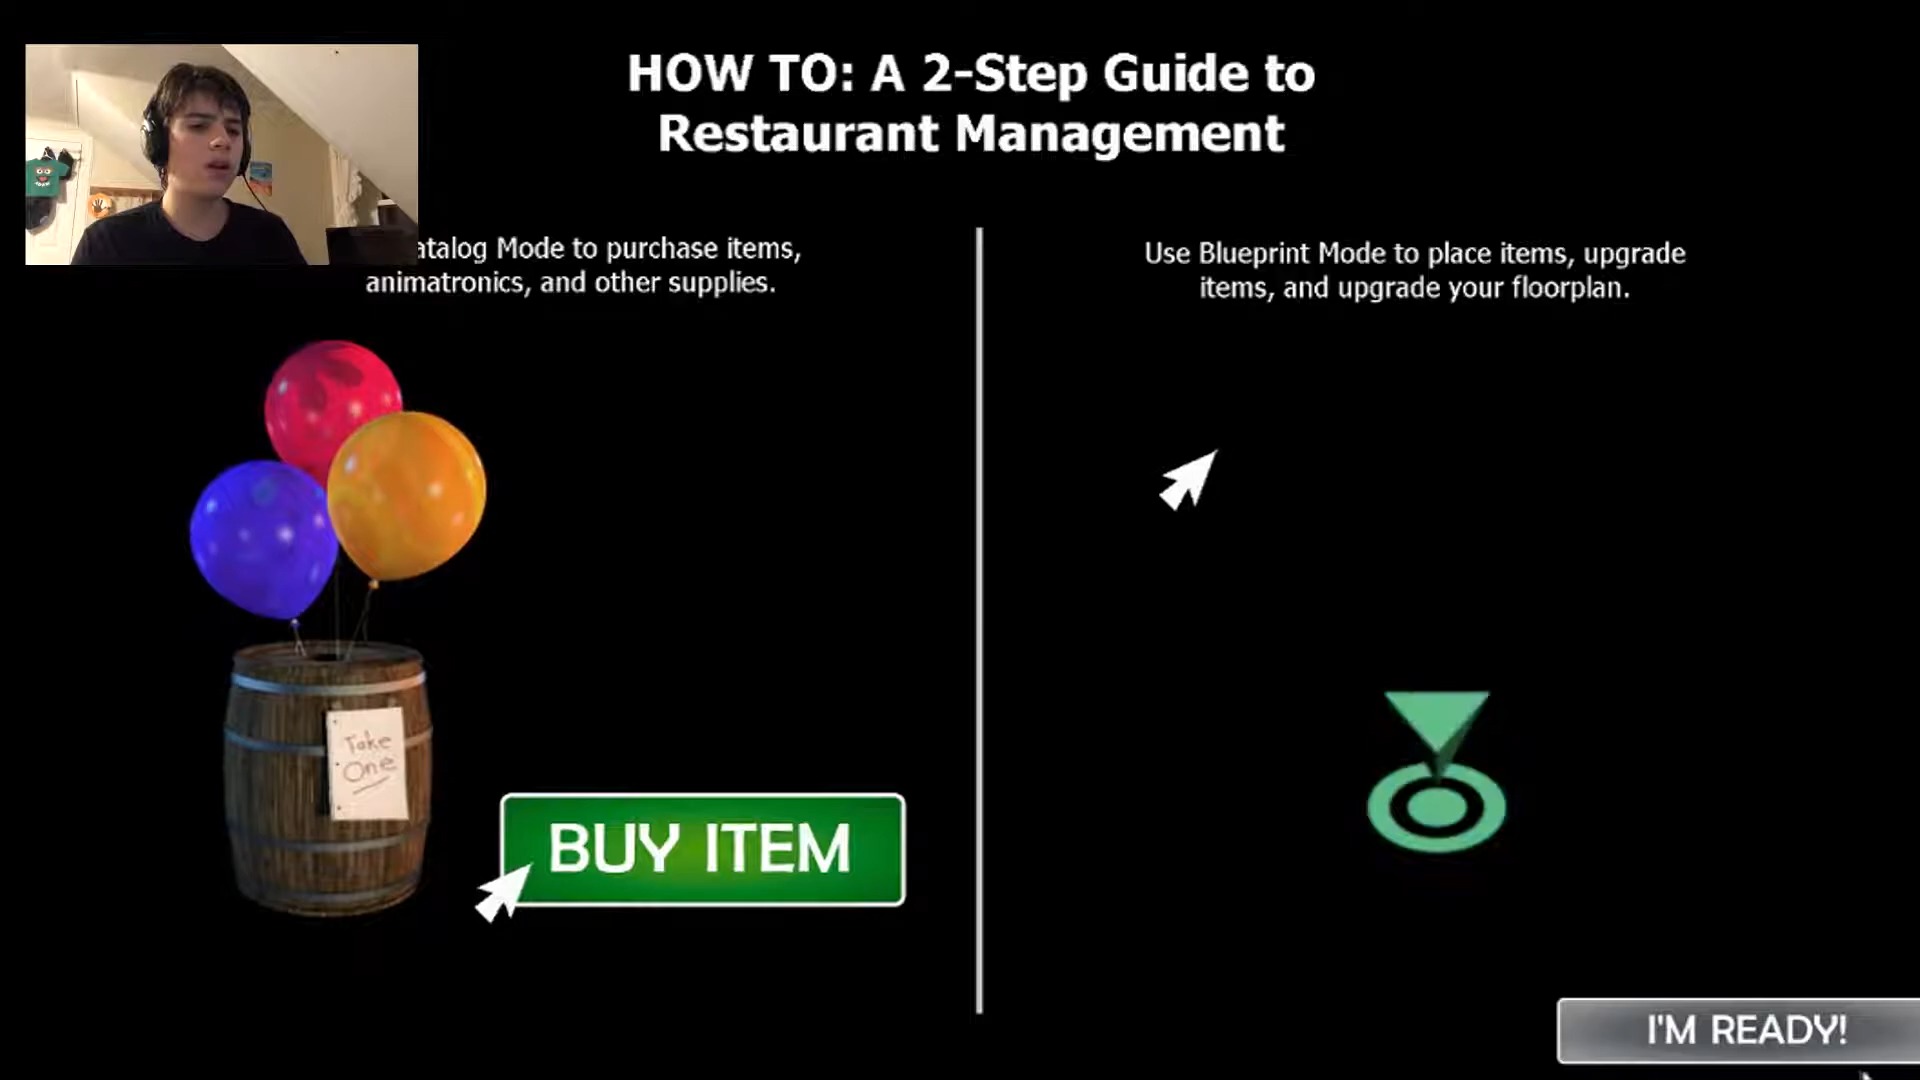 HOW TO: A 2-Step Guide to
Restaurant Management
atalog Mode to purchase items,
animatronics, and other supplies.
Use Blueprint Mode to place items, upgrade
items, and upgrade your floorplan.
Take
One
BUY ITEM
I'M READY!